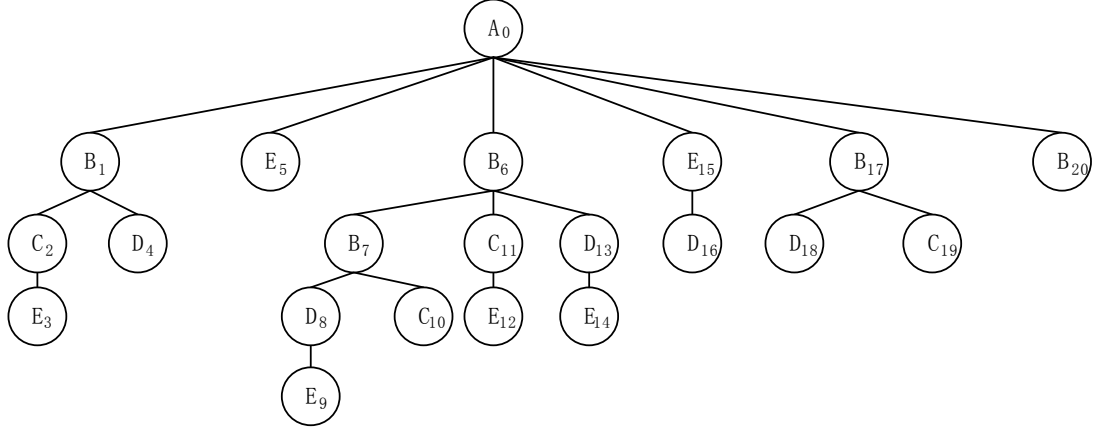 A0
B1 E5 B6 E15 B17 B20
C2 D4 B7 C11 D13 D16 D18 C19
E3 D8 C10 E12 E14
E9